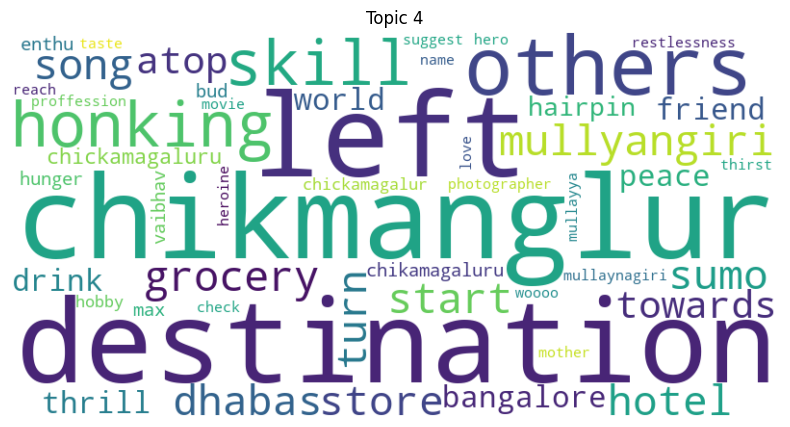 Topic 4
enthu taste
song atop skill suggest hero
name others restlessness
reach proffession bud movie world hairpin friend
honking left love mullyangiri
chickamagaluru thirst
hunger vaibhav heroine chickamagalur photographer mullayya peace
chikmanglur
drink grocery chikamagaluru mullaynagiri sumo
hobby max check turn start woooo towards
destination
mother
thrill dhabas store bangalore hotel